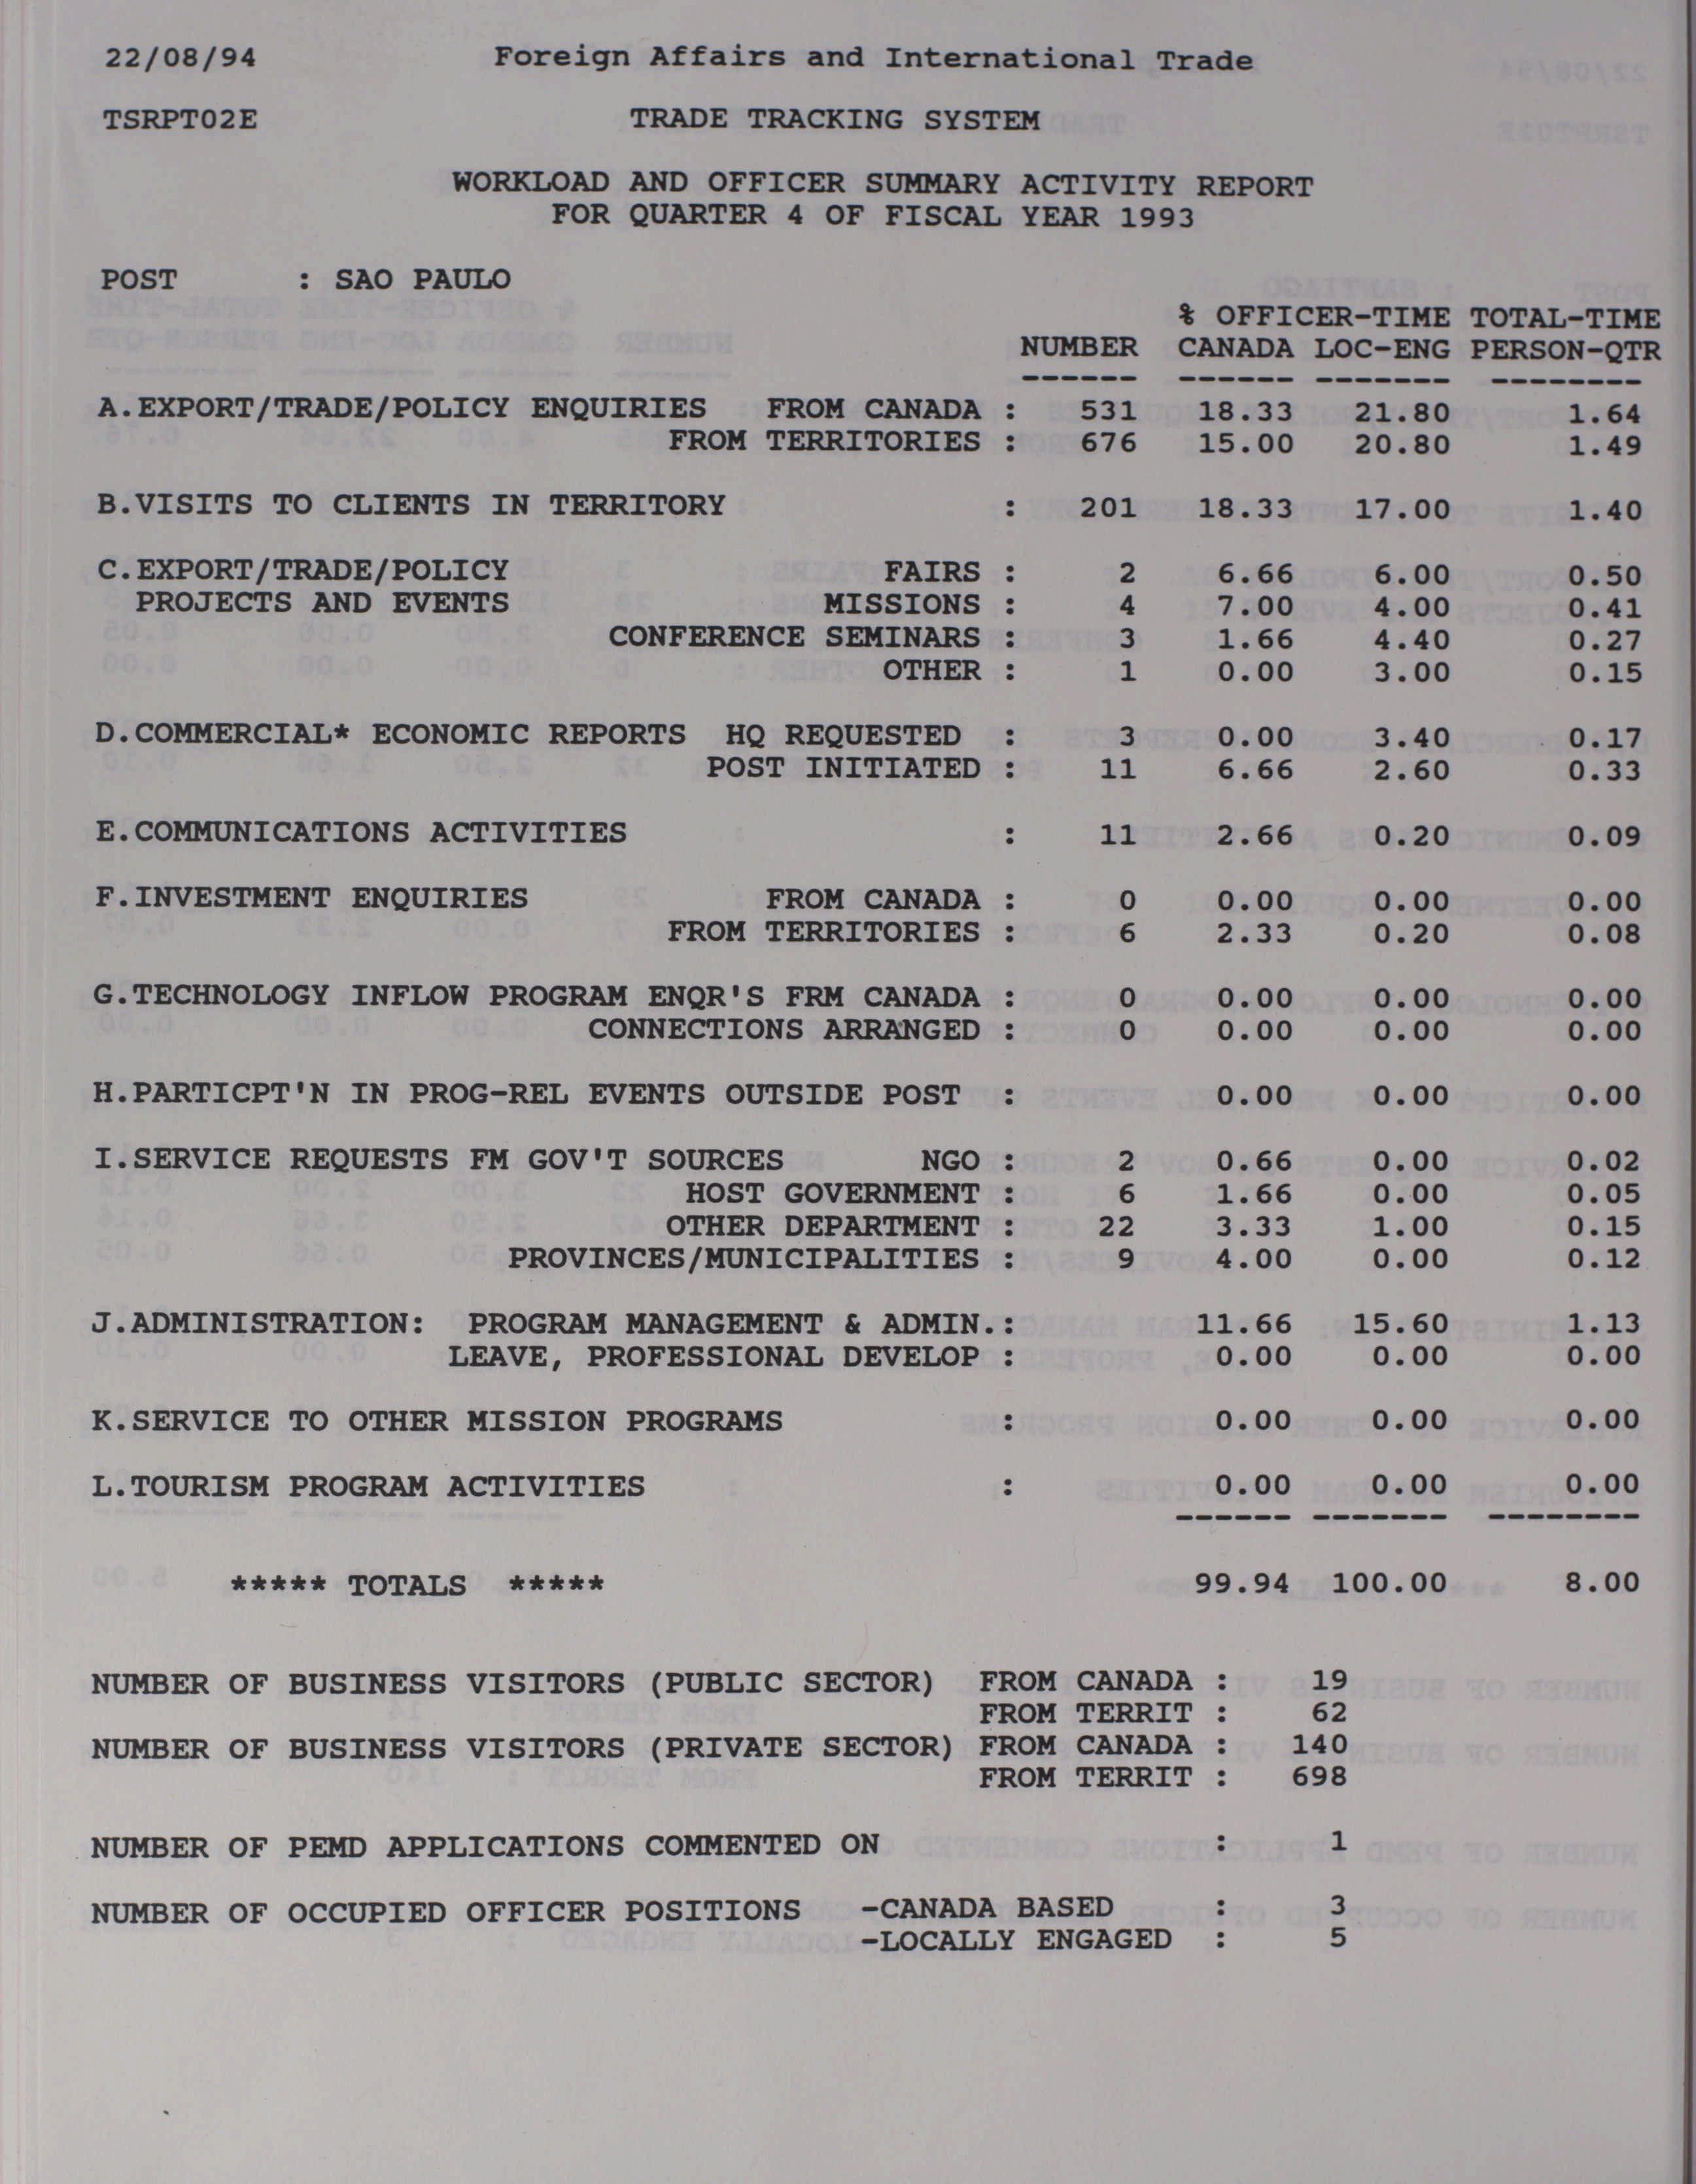 22/08/94 Foreign Affairs and International Trade
TSRPT02E TRADE TRACKING SYSTEM
WORKLOAD AND OFFICER SUMMARY ACTIVITY REPORT
FOR QUARTER 4 OF FISCAL YEAR 1993
POST : SAO PAULO
% OFFICER-TIME TOTAL-TIME
NUMBER CANADA LOC-ENG PERSON-QTR
------ ------ ------- --------
A.EXPORT/TRADE/POLICY ENQUIRIES FROM CANADA : 531 18.33 21.80 1.64
FROM TERRITORIES : 676 15.00 20.80 1.49
B.VISITS TO CLIENTS IN TERRITORY : 201 18.33 17.00 1.40
C.EXPORT/TRADE/POLICY FAIRS : 2 6.66 6.00 0.50
PROJECTS AND EVENTS MISSIONS : 4 7.00 4.00 0.41
CONFERENCE SEMINARS : 3 1.66 4.40 0.27
OTHER : 1 0.00 3.00 0.15
D.COMMERCIAL* ECONOMIC REPORTS HQ REQUESTED : 3 0.00 3.40 0.17
POST INITIATED : 11 6.66 2.60 0.33
E.COMMUNICATIONS ACTIVITIES : 11 2.66 0.20 0.09
F.INVESTMENT ENQUIRIES FROM CANADA : 0 0.00 0.00 0.00
FROM TERRITORIES : 6 2.33 0.20 0.08
G.TECHNOLOGY INFLOW PROGRAM ENQR'S FRM CANADA : 0 0.00 0.00 0.00
CONNECTIONS ARRANGED : 0 0.00 0.00 0.00
H.PARTICPT'N IN PROG-REL EVENTS OUTSIDE POST : 0.00 0.00 0.00
I.SERVICE REQUESTS FM GOV'T SOURCES NGO : 2 0.66 0.00 0.02
HOST GOVERNMENT : 6 1.66 0.00 0.05
OTHER DEPARTMENT : 22 3.33 1.00 0.15
PROVINCES/MUNICIPALITIES : 9 4.00 0.00 0.12
J.ADMINISTRATION: PROGRAM MANAGEMENT & ADMIN.: 11.66 15.60 1.13
LEAVE, PROFESSIONAL DEVELOP : 0.00 0.00 0.00
K.SERVICE TO OTHER MISSION PROGRAMS : 0.00 0.00 0.00
L.TOURISM PROGRAM ACTIVITIES : 0.00 0.00 0.00
------ ------- --------
***** TOTALS ***** 99.94 100.00 8.00
NUMBER OF BUSINESS VISITORS (PUBLIC SECTOR) FROM CANADA : 19
FROM TERRIT : 62
NUMBER OF BUSINESS VISITORS (PRIVATE SECTOR) FROM CANADA : 140
FROM TERRIT : 698
NUMBER OF PEMD APPLICATIONS COMMENTED ON : 1
NUMBER OF OCCUPIED OFFICER POSITIONS -CANADA BASED : 3
-LOCALLY ENGAGED : 5